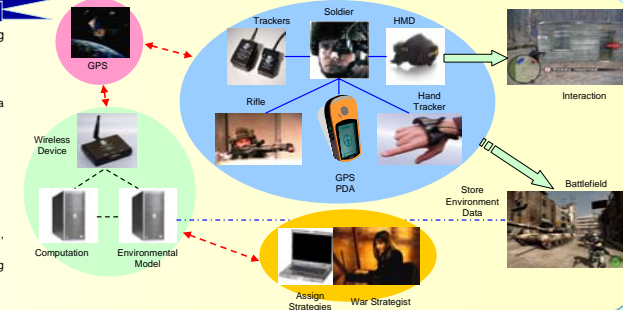 g
a
,
g
GPS
Trackers
Soldier
HMD
Rifle
GPS
PDA
Hand
Tracker
Interaction
Wireless
Device
Computation
Environmental
Model
Store
Environment
Data
Battlefield
Assign
Strategies
War Strategist